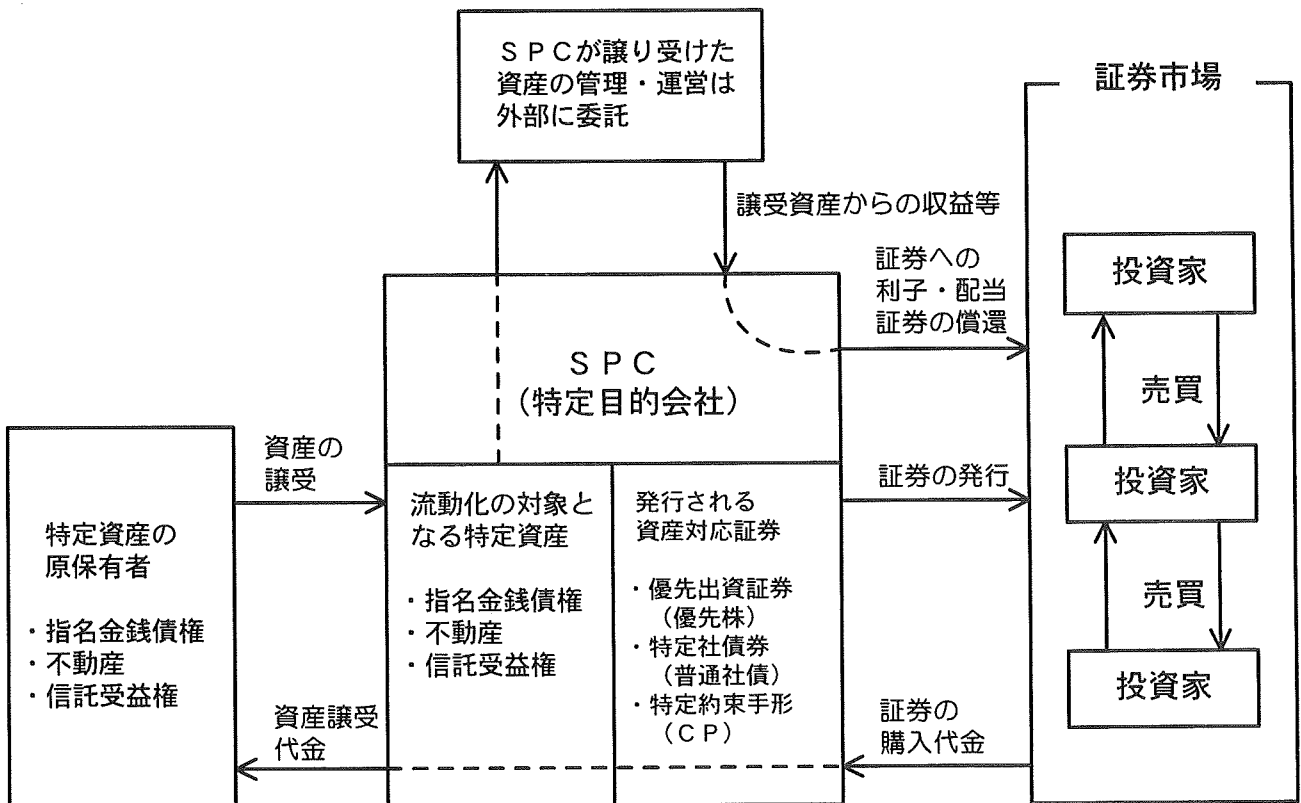 SPCが譲り受けた
資産の管理・運営は
外部に委託
証券市場
譲受資産からの収益等
証券への
利子・配当
証券の償還
投資家
売買
投資家
売買
投資家
SPC
(特定目的会社)
資産の
譲受
証券の発行
特定資産の
原保有者
・指名金銭債権
・不動産
・信託受益権
流動化の対象と
なる特定資産
・指名金銭債権
・不動産
・信託受益権
発行される
資産対応証券
・優先出資証券
(優先株)
・特定社債券
(普通社債)
・特定約束手形
(CP)
資産譲受
代金
証券の
購入代金